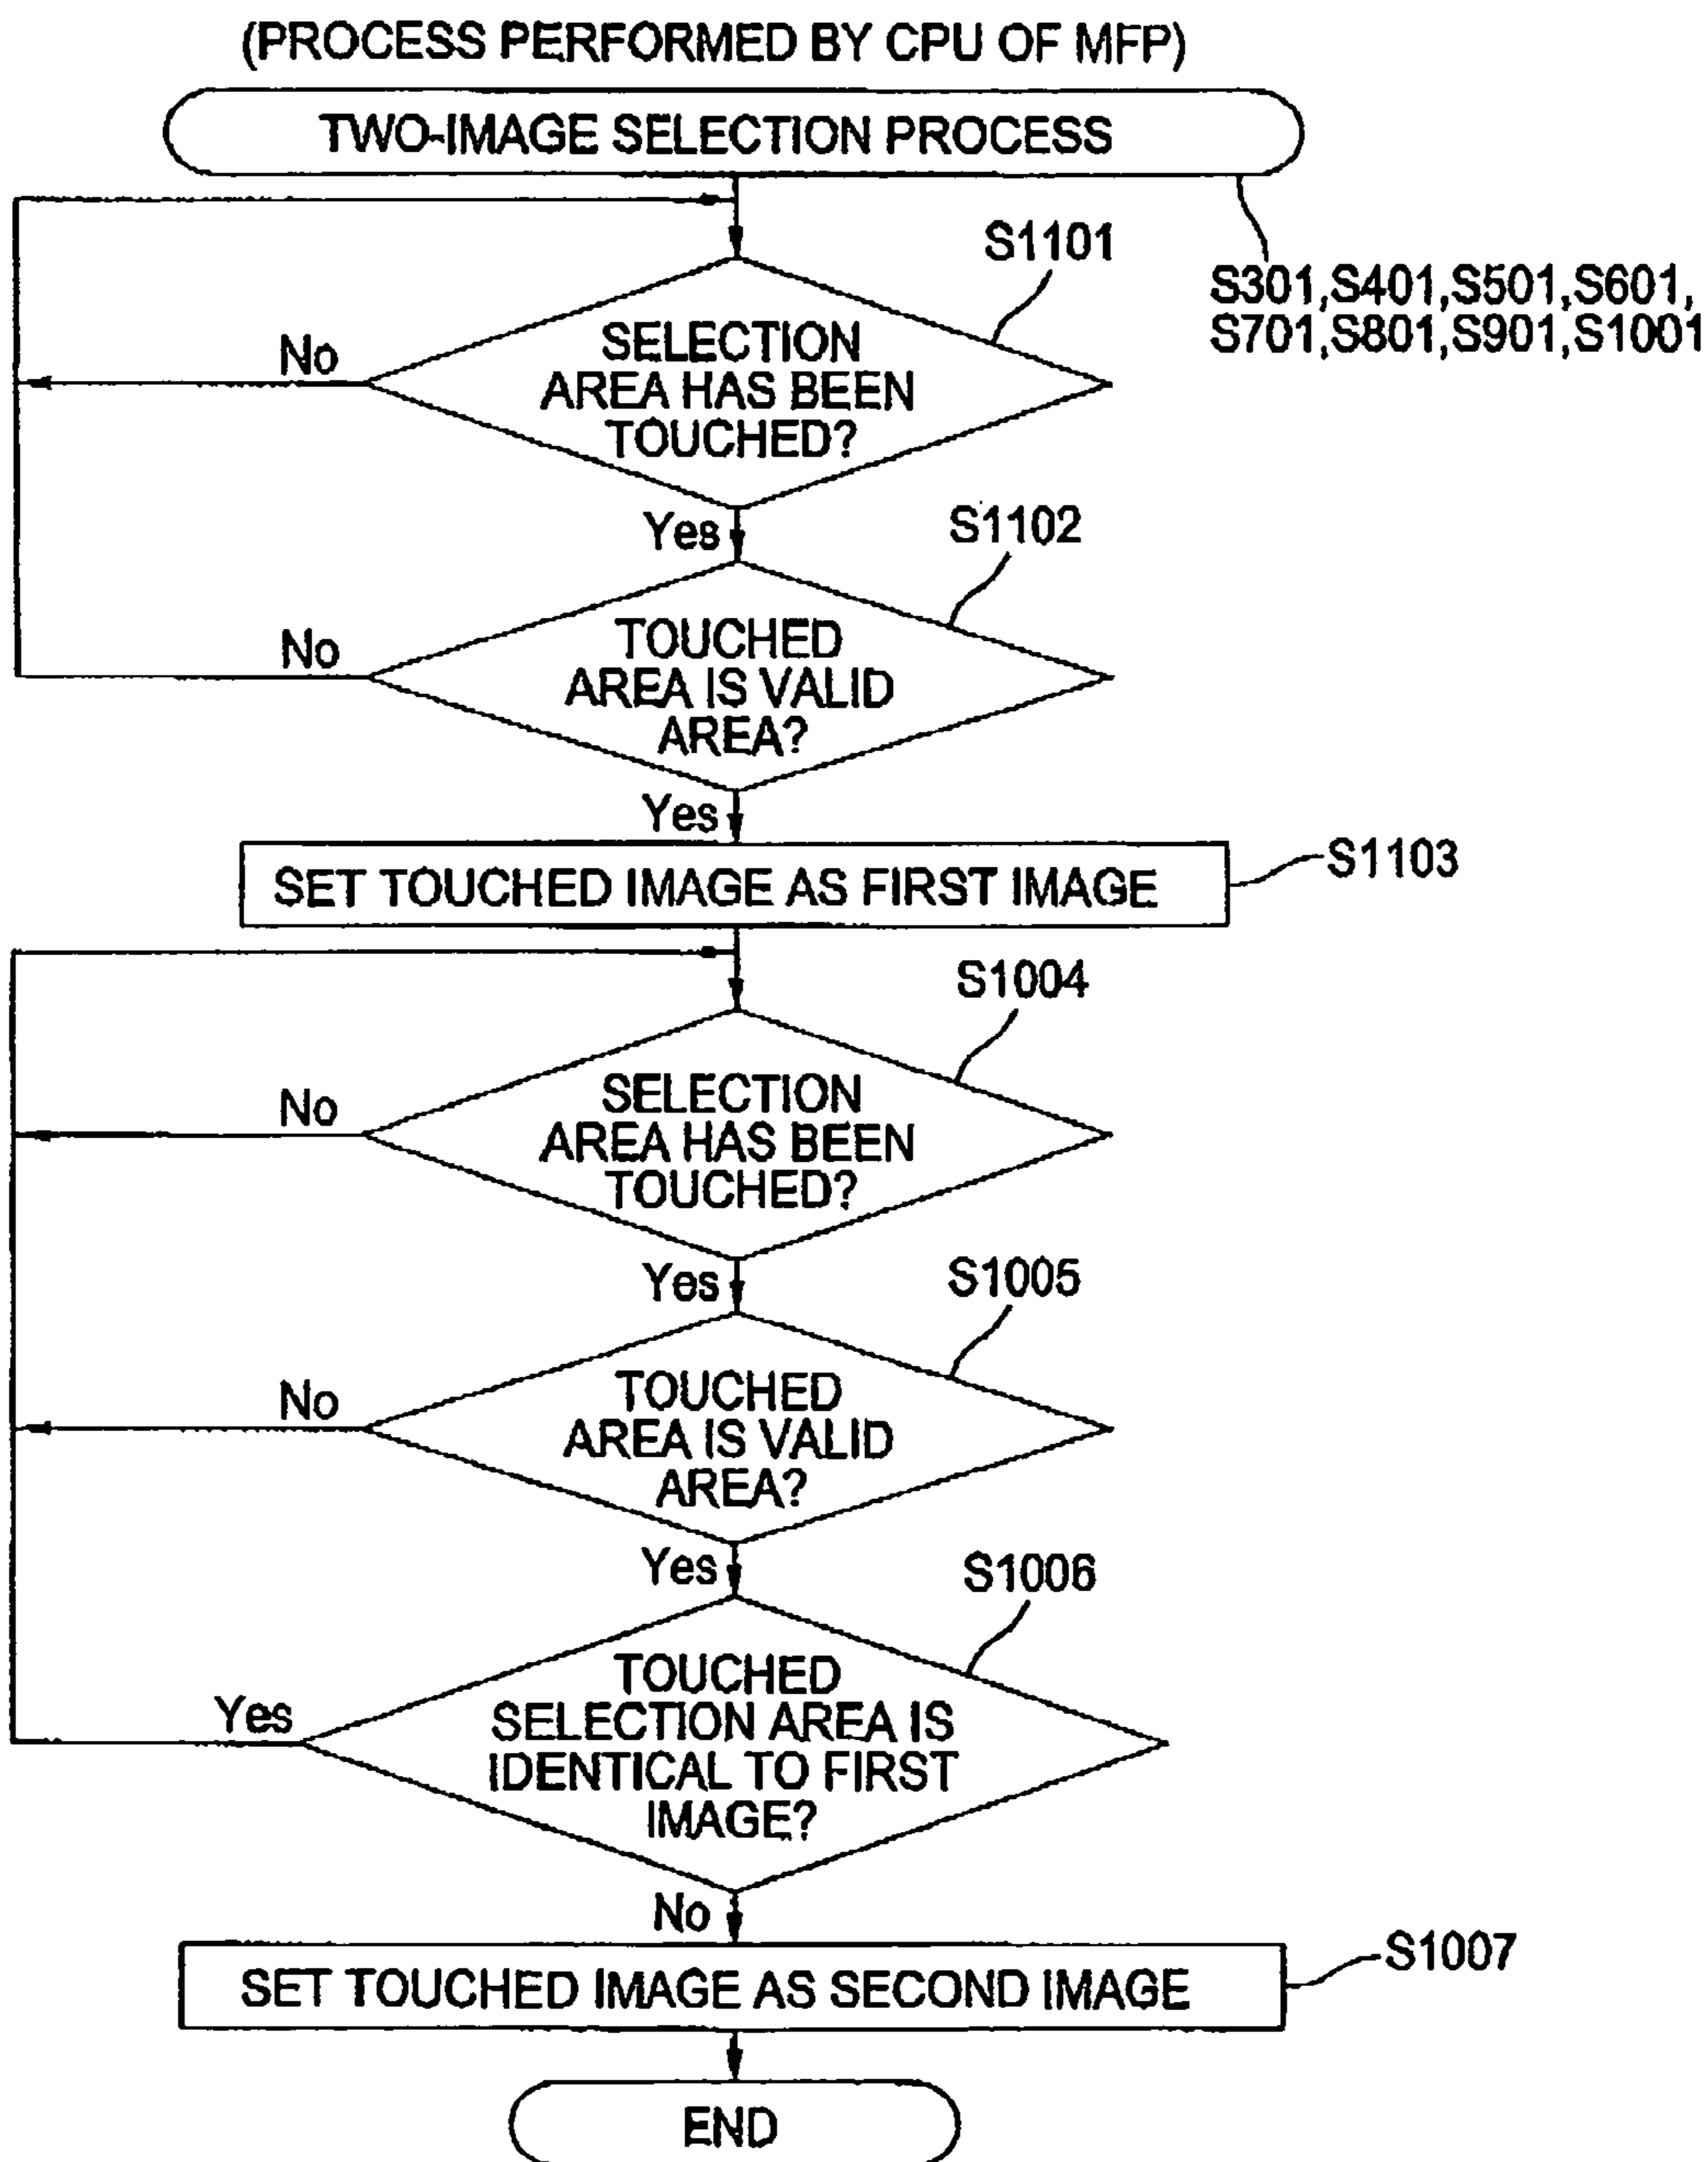 (PROCESS PERFORMED BY CPU OF MFP)
TWO-IMAGE SELECTION PROCESS
S301,S401,S501,S601,
S701,S801,S901,S1001
S1101
SELECTION
AREA HAS BEEN
TOUCHED?
No
Yes
S1102
TOUCHED
AREA IS VALID
AREA?
No
Yes
SET TOUCHED IMAGE AS FIRST IMAGE
S1103
S1004
SELECTION
AREA HAS BEEN
TOUCHED?
No
Yes
S1005
TOUCHED
AREA IS VALID
AREA?
No
Yes
S1006
TOUCHED
SELECTION AREA IS
IDENTICAL TO FIRST
IMAGE?
Yes
No
SET TOUCHED IMAGE AS SECOND IMAGE
S1007
END